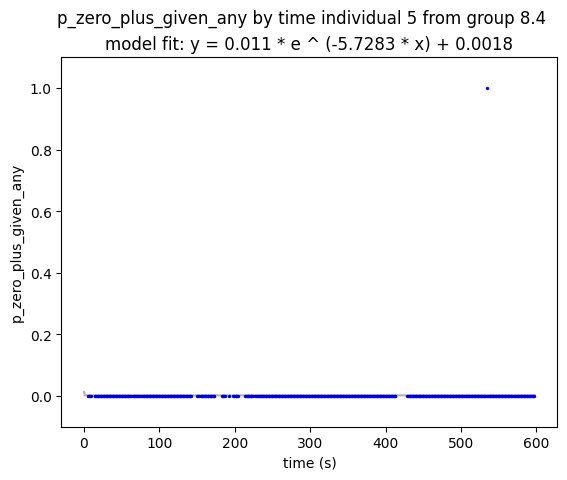 p_zero_plus_given_any by time individual 5 from group 8.4
model fit: y = 0.011 * e ^ (-5.7283 * x) + 0.0018
1.0
0.8
0.6
0.4
0.2
0.0
p_zero_plus_given_any
0 100 200 300 400 500 600
time (s)